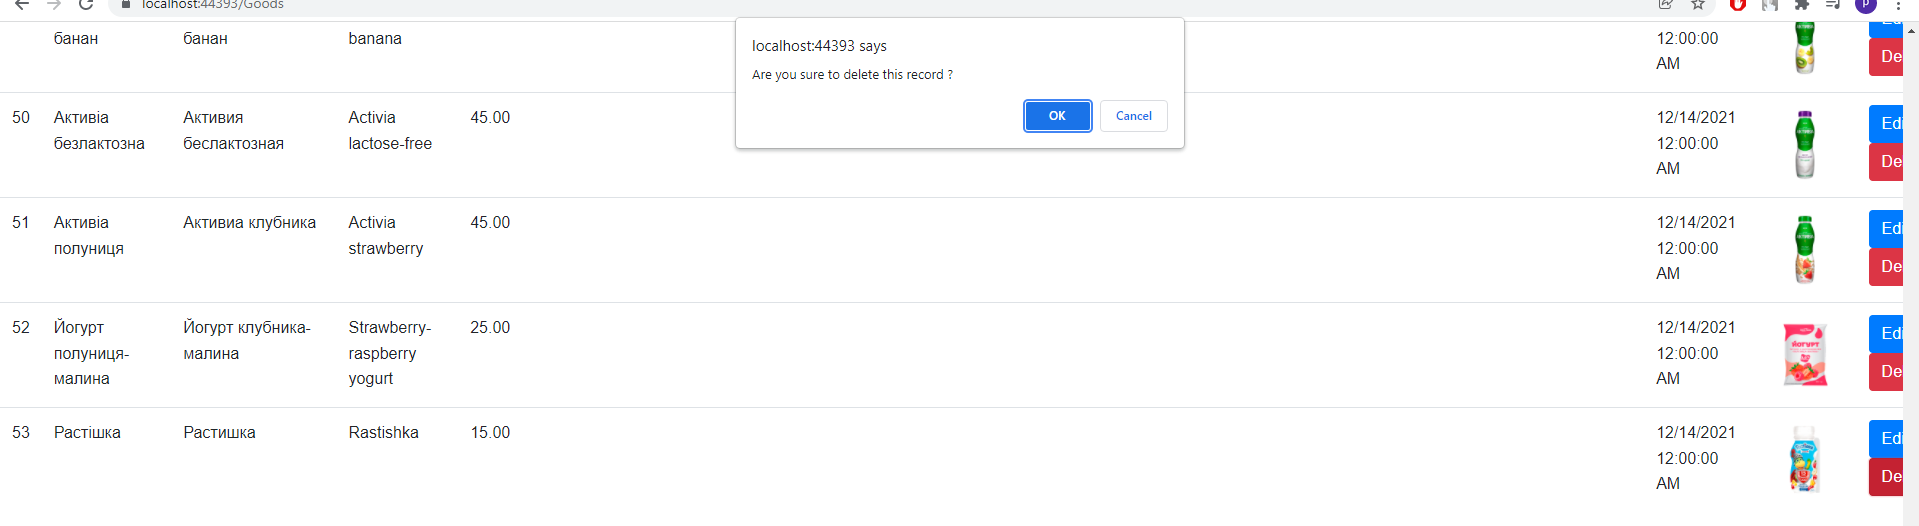 localhost:44393/Goods
банан банан banana 12:00:00
AM
De
localhost:44393 says
Are you sure to delete this record ?
OK Cancel
50 Активіа Активия Activia 45.00 12/14/2021 Edi
безлактозна беслактозная lactose-free 12:00:00
AM De
51 Активіа Активиа клубника Activia 45.00 12/14/2021 Edi
полуниця strawberry 12:00:00
AM De
52 Йогурт Йогурт клубника- Strawberry- 25.00 12/14/2021 Edi
полуниця- малина raspberry 12:00:00
малина yogurt AM De
ЙОГУРТ
53 Растішка Растишка Rastishka 15.00 12/14/2021 Edi
12:00:00
AM De